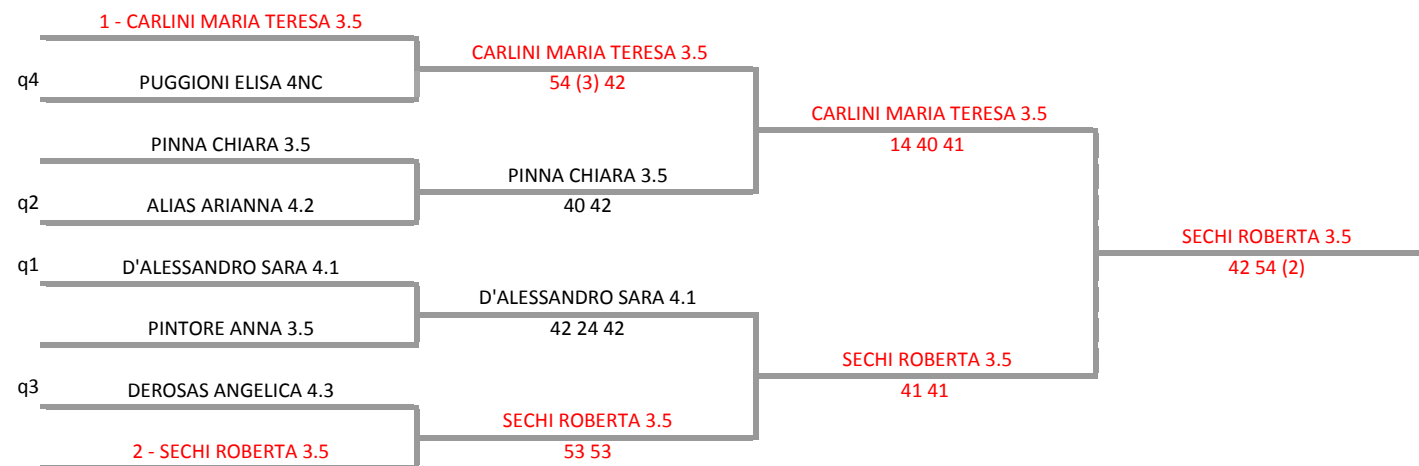 1 - CARLINI MARIA TERESA 3.5
CARLINI MARIA TERESA 3.5
q4 PUGGIONI ELISA 4NC
54 (3) 42
CARLINI MARIA TERESA 3.5
PINNA CHIARA 3.5
14 40 41
PINNA CHIARA 3.5
q2 ALIAS ARIANNA 4.2
40 42
SECHI ROBERTA 3.5
q1 D'ALESSANDRO SARA 4.1
42 54 (2)
D'ALESSANDRO SARA 4.1
PINTORE ANNA 3.5
42 24 42
SECHI ROBERTA 3.5
q3 DEROSAS ANGELICA 4.3
41 41
SECHI ROBERTA 3.5
2 - SECHI ROBERTA 3.5
53 53